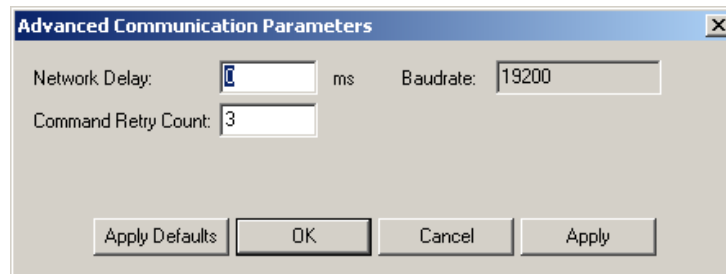 Advanced Communication Parameters
Network Delay: 0 ms Baudrate: 19200
Command Retry Count: 3
Apply Defaults OK Cancel Apply